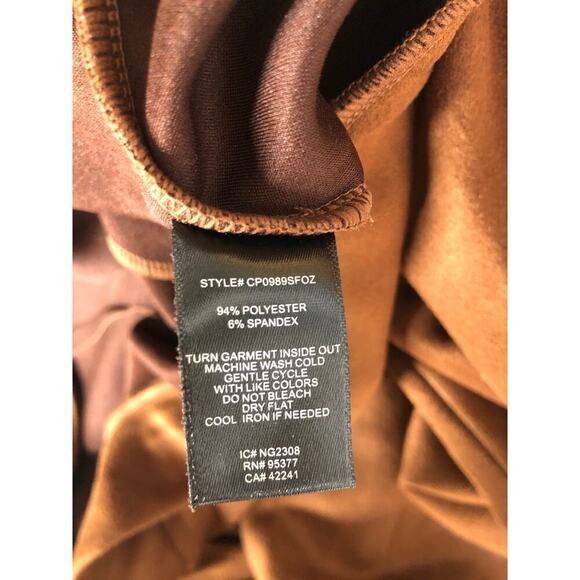 STYLE# CP0989SFOZ
94% POLYESTER
6% SPANDEX
TURN GARMENT INSIDE OUT
MACHINE WASH COLD
GENTLE CYCLE
WITH LIKE COLORS
DO NOT BLEACH
DRY FLAT
COOL IRON IF NEEDED
IC# NG2308
RN# 95377
CA# 42241